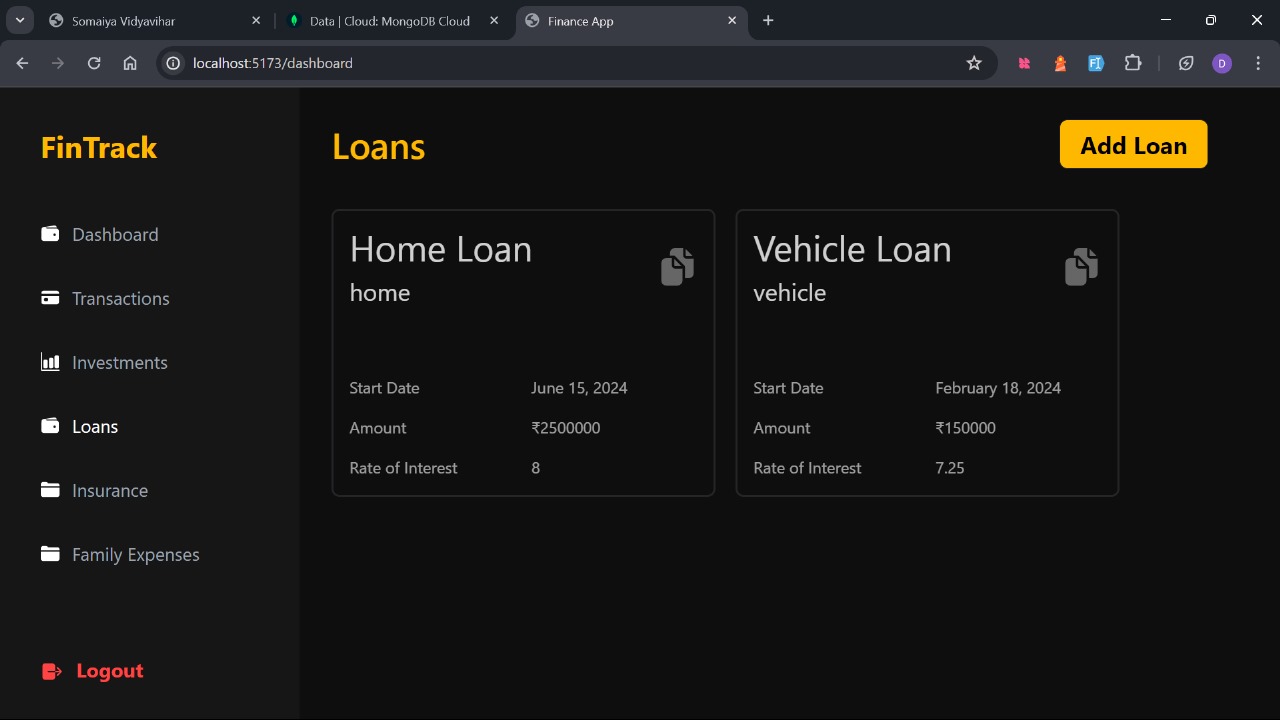 Somaiya Vidyavihar
Data | Cloud: MongoDB Cloud
Finance App
localhost:5173/dashboard
D
FinTrack
Dashboard
Transactions
Investments
Loans
Insurance
Family Expenses
Logout
Loans
Add Loan
Home Loan
home
Start Date June 15, 2024
Amount ₹2500000
Rate of Interest 8
Vehicle Loan
vehicle
Start Date February 18, 2024
Amount ₹150000
Rate of Interest 7.25